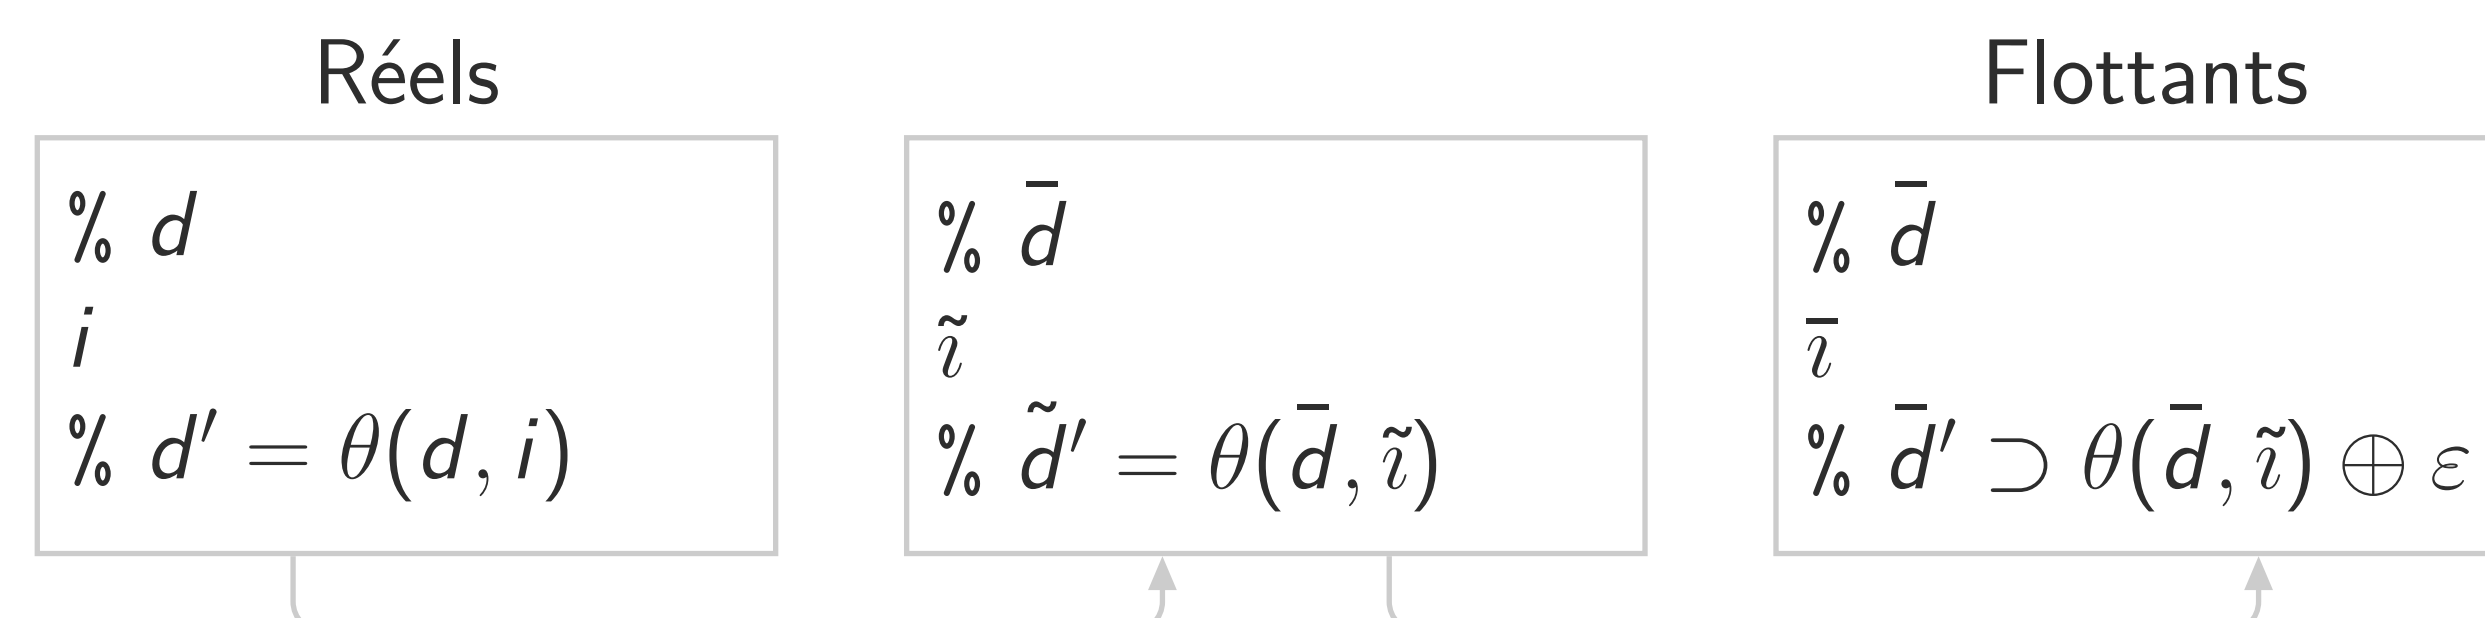 Réels
% d
i
% d′ = θ(d, i)
% d̄
ĩ
% d̃′ = θ(d̄, ĩ)
Flottants
% d̄
ī
% d̄′ ⊃ θ(d̄, ĩ) ⊕ ε